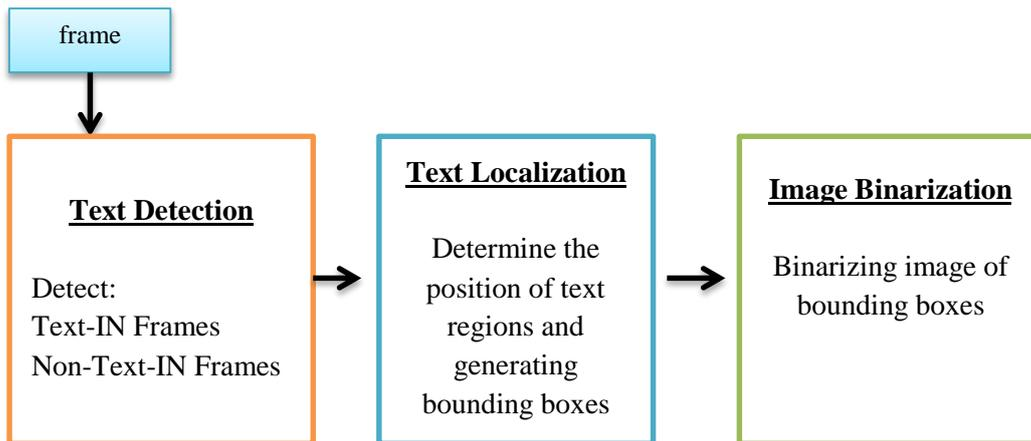 frame
Text Detection
Detect:
Text-IN Frames
Non-Text-IN Frames
Text Localization
Determine the
position of text
regions and
generating
bounding boxes
Image Binarization
Binarizing image of
bounding boxes